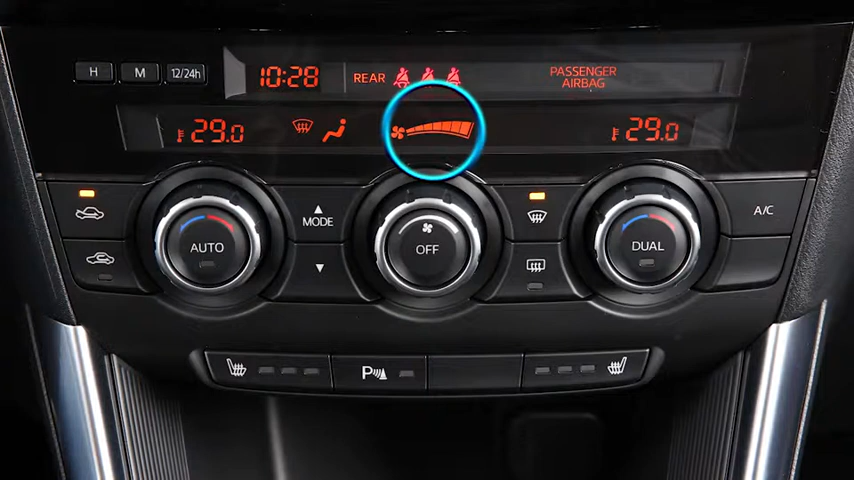 H M 12/24h 10:28 REAR PASSENGER
AIRBAG
29.0 29.0
MODE A/C
AUTO OFF DUAL
P